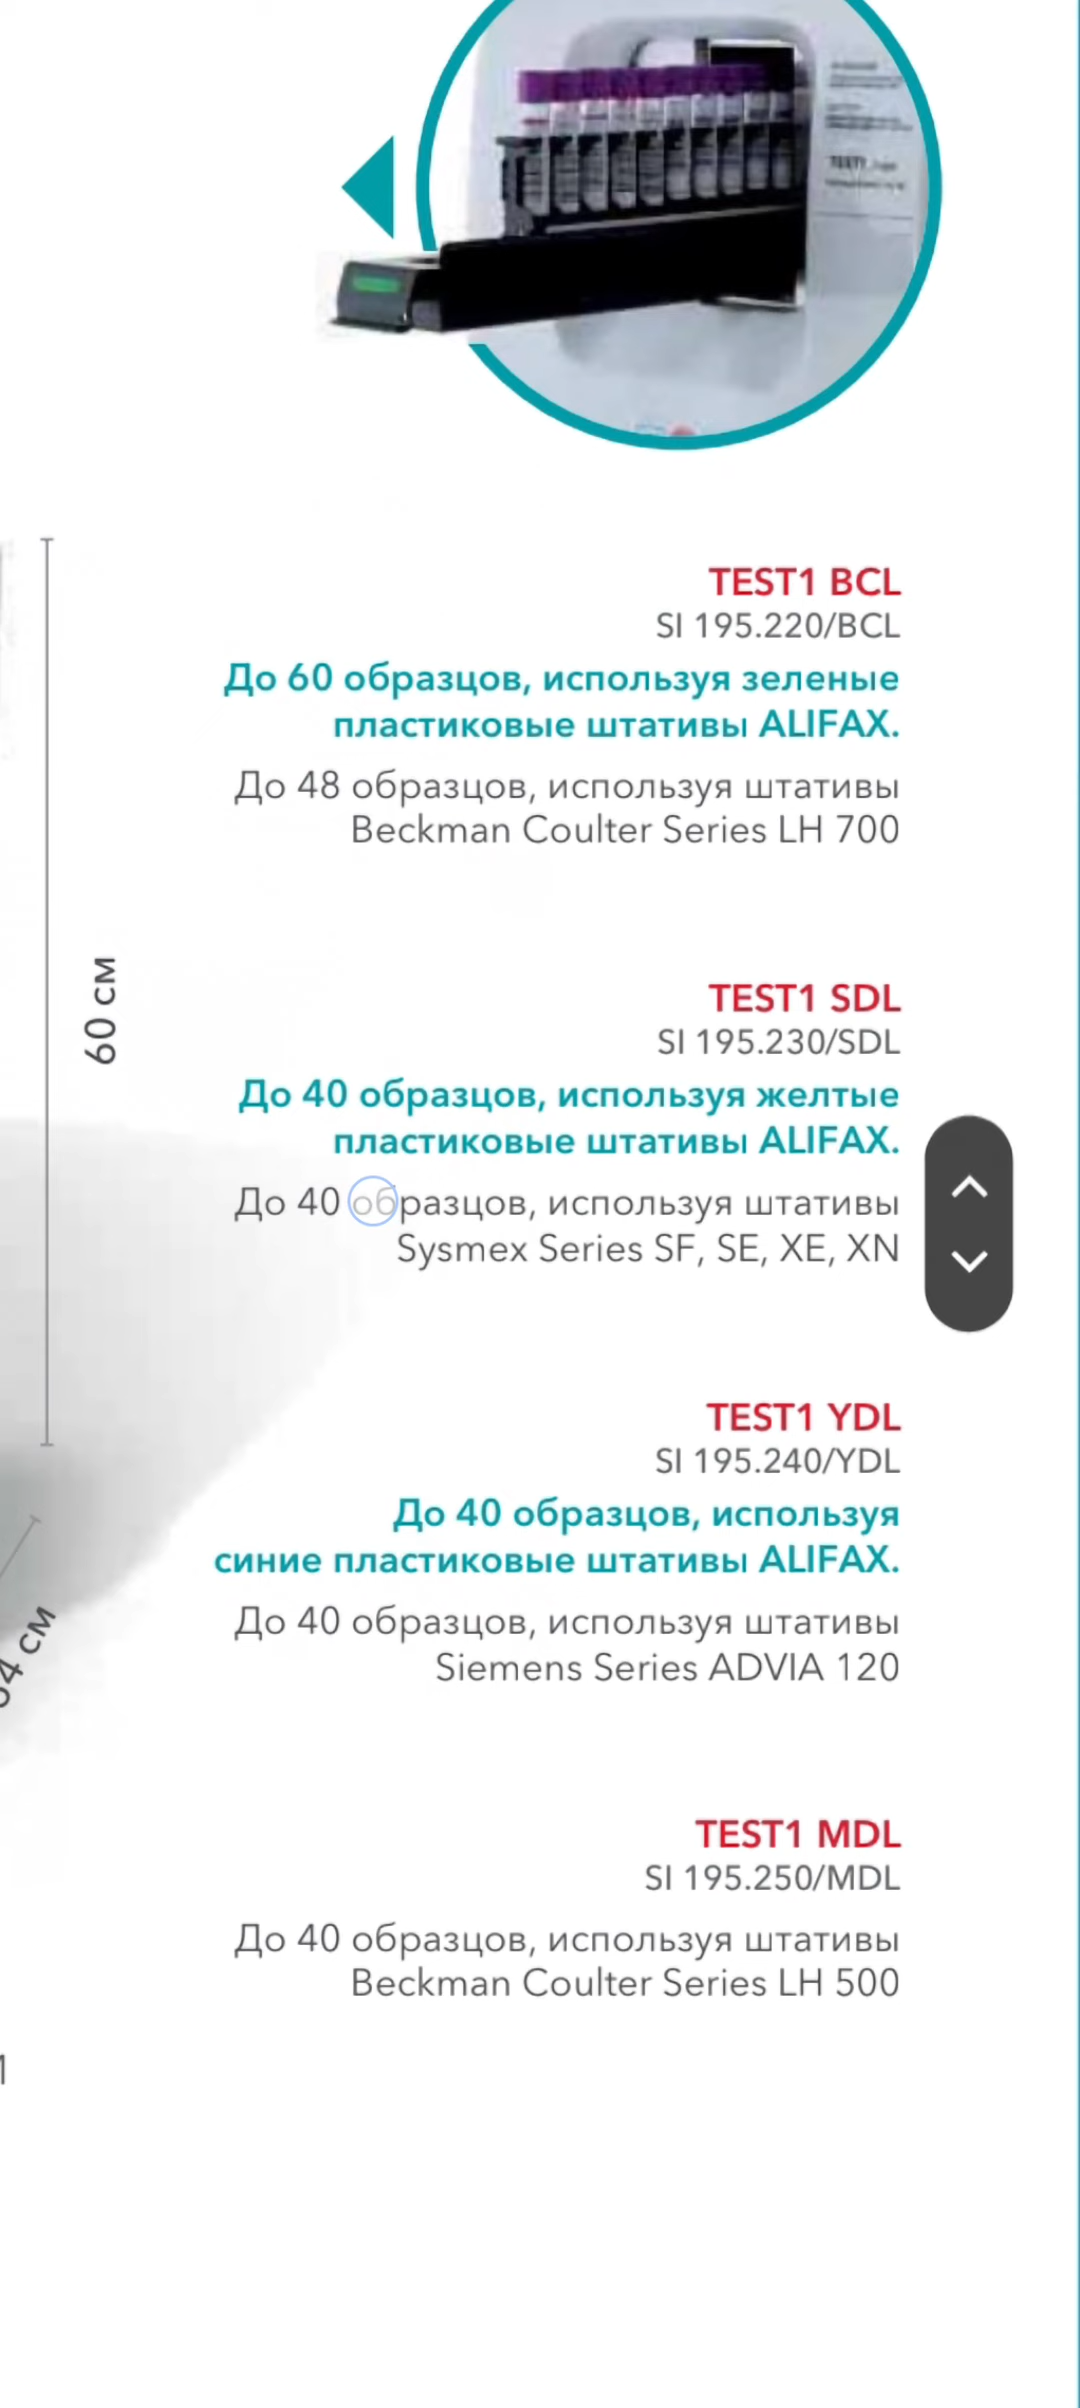 TEST1
TEST1 BCL
SI 195.220/BCL
До 60 образцов, используя зеленые
пластиковые штативы ALIFAX.
До 48 образцов, используя штативы
Beckman Coulter Series LH 700
60 см
TEST1 SDL
SI 195.230/SDL
До 40 образцов, используя желтые
пластиковые штативы ALIFAX.
До 40 образцов, используя штативы
Sysmex Series SF, SE, XE, XN
TEST1 YDL
SI 195.240/YDL
До 40 образцов, используя
синие пластиковые штативы ALIFAX.
До 40 образцов, используя штативы
Siemens Series ADVIA 120
см
TEST1 MDL
SI 195.250/MDL
До 40 образцов, используя штативы
Beckman Coulter Series LH 500